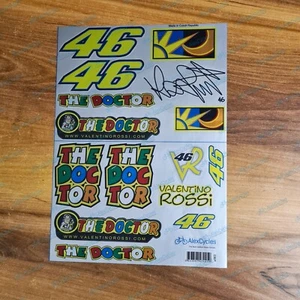 46
46
46
THE DOCTOR
THE DOCTOR
WWW.VALENTINOROSSI.COM
THE
DOC
TOR
THE
DOC
TOR
46
VR
VALENTINO
ROSSI
THE DOCTOR
WWW.VALENTINOROSSI.COM
46
THE DOCTOR
AlexCycles